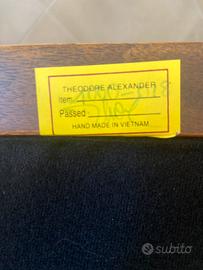 THEODORE ALEXANDER
Item
Passed
HAND MADE IN VIETNAM
subito